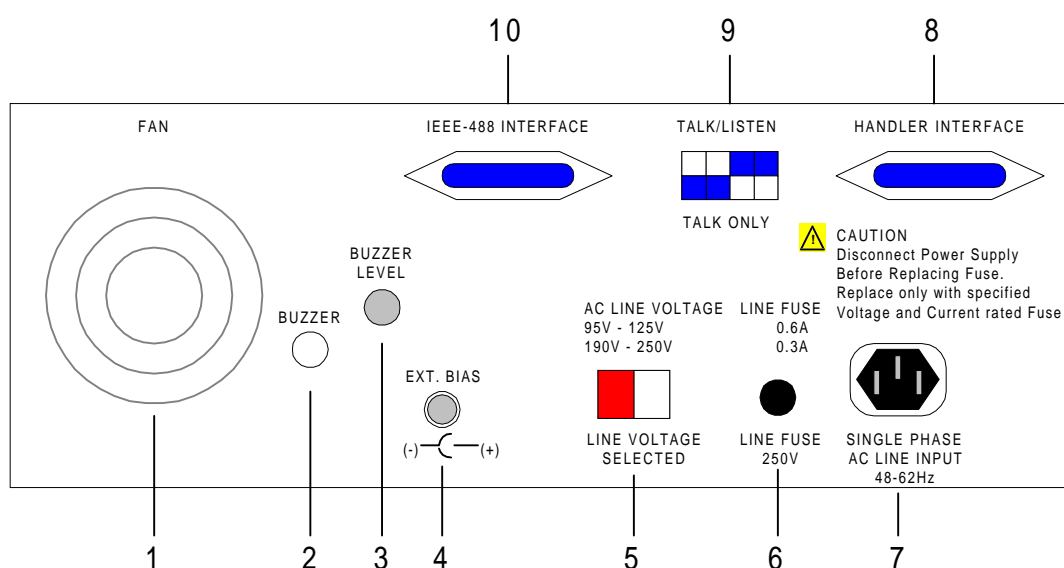 10
9
8
FAN
IEEE-488 INTERFACE
TALK/LISTEN
HANDLER INTERFACE
TALK ONLY
!
CAUTION
Disconnect Power Supply
Before Replacing Fuse.
Replace only with specified
Voltage and Current rated Fuse
BUZZER
LEVEL
BUZZER
AC LINE VOLTAGE
95V - 125V
190V - 250V
LINE FUSE
0.6A
0.3A
EXT. BIAS
(-)
(+)
LINE VOLTAGE
SELECTED
LINE FUSE
250V
SINGLE PHASE
AC LINE INPUT
48-62Hz
1
2
3
4
5
6
7